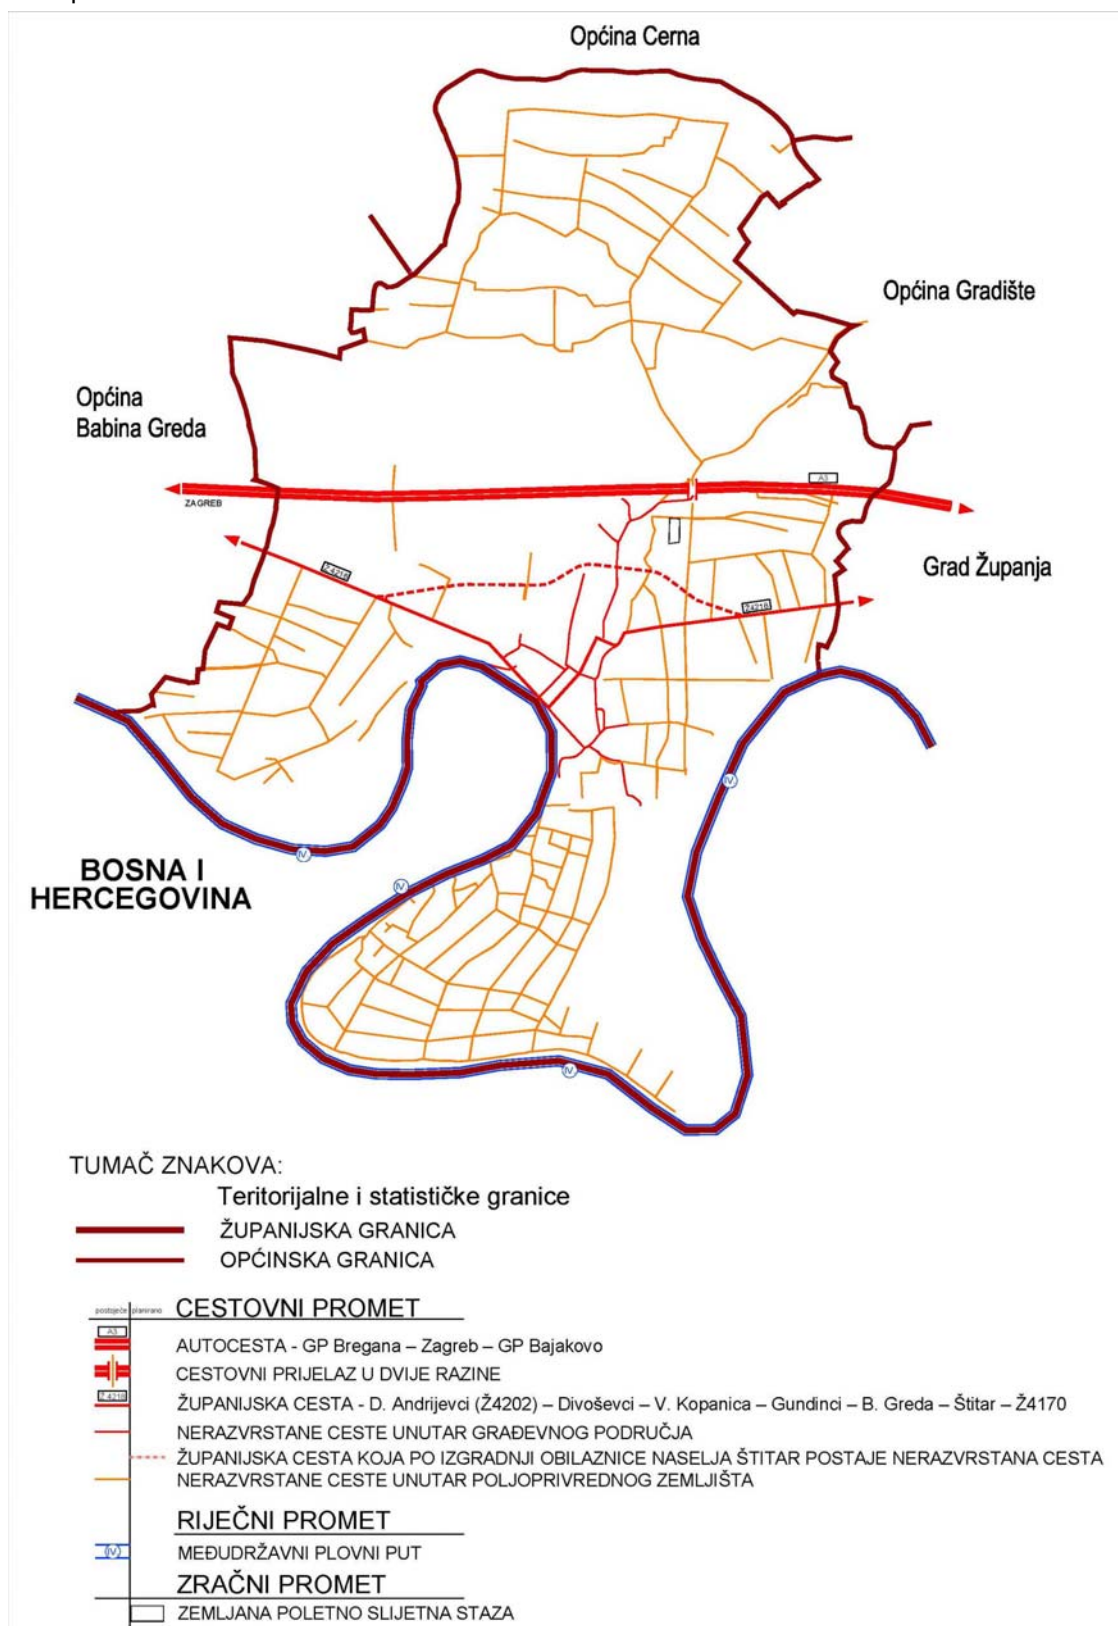 Općina Cerna
Općina Gradište
Općina
Babina Greda
A3
ZAGREB
Ž4218
Grad Županja
Ž4218
IV.
BOSNA I
HERCEGOVINA
IV.
IV.
IV.
TUMAČ ZNAKOVA:
Teritorijalne i statističke granice
ŽUPANIJSKA GRANICA
OPĆINSKA GRANICA
postojeće planirano CESTOVNI PROMET
A3
AUTOCESTA - GP Bregana – Zagreb – GP Bajakovo
CESTOVNI PRIJELAZ U DVIJE RAZINE
Ž 4218
ŽUPANIJSKA CESTA - D. Andrijevci (Ž4202) – Divoševci – V. Kopanica – Gundinci – B. Greda – Štitar – Ž4170
NERAZVRSTANE CESTE UNUTAR GRAĐEVNOG PODRUČJA
ŽUPANIJSKA CESTA KOJA PO IZGRADNJI OBILAZNICE NASELJA ŠTITAR POSTAJE NERAZVRSTANA CESTA
NERAZVRSTANE CESTE UNUTAR POLJOPRIVREDNOG ZEMLJIŠTA
RIJEČNI PROMET
IV
MEĐUDRŽAVNI PLOVNI PUT
ZRAČNI PROMET
ZEMLJANA POLETNO SLIJETNA STAZA